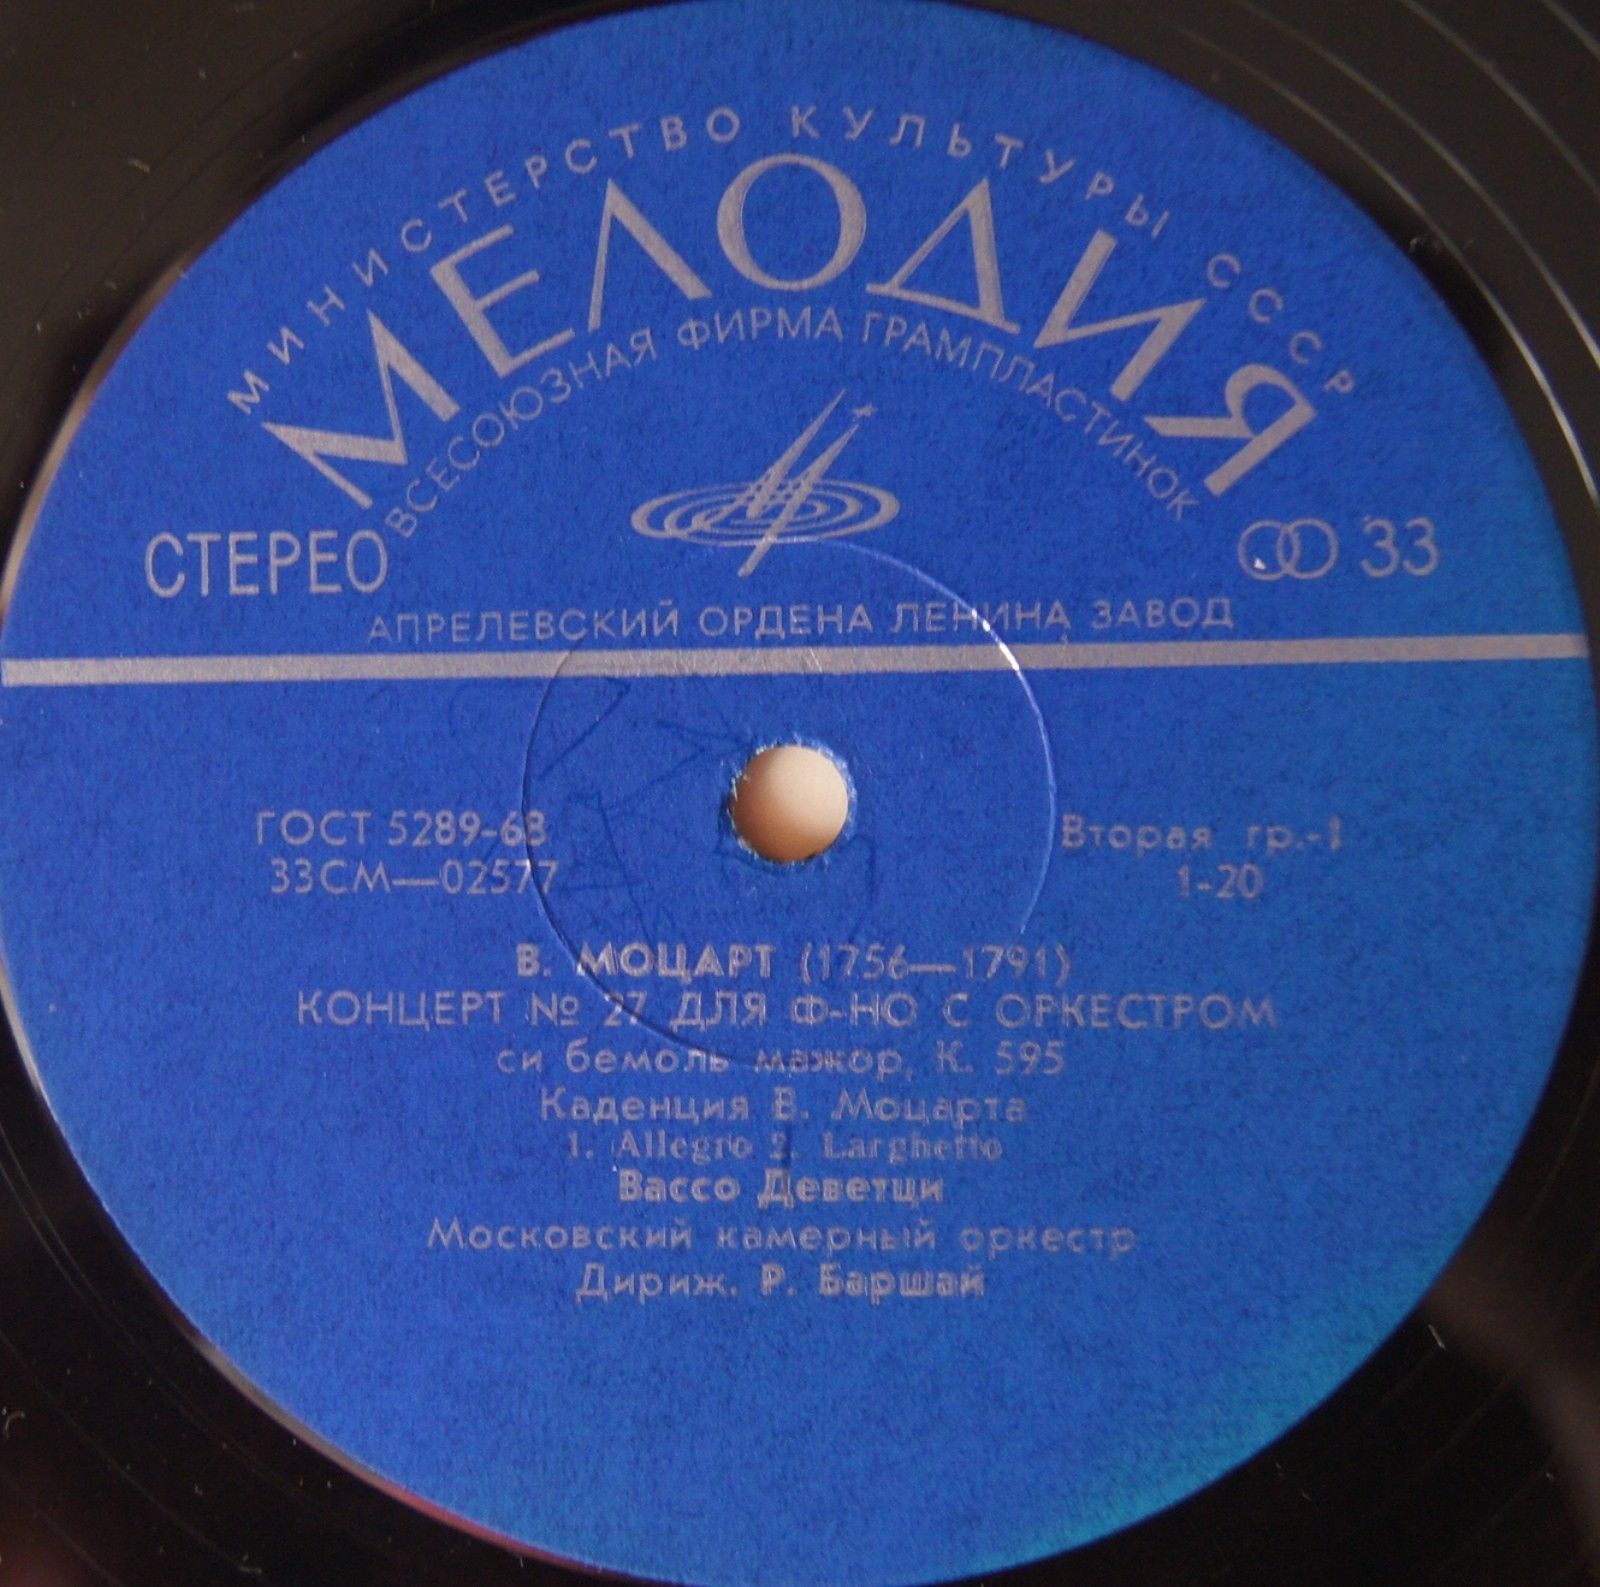 МИНИСТЕРСТВО КУЛЬТУРЫ СССР
МЕЛОДИЯ
ВСЕСОЮЗНАЯ ФИРМА ГРАМПЛАСТИНОК
СТЕРЕО
33
АПРЕЛЕВСКИЙ ОРДЕНА ЛЕНИНА ЗАВОД
ГОСТ 5289-68
33СМ—02577
Вторая гр.-1
1-20
В. МОЦАРТ (1756—1791)
КОНЦЕРТ № 27 ДЛЯ Ф-НО С ОРКЕСТРОМ
си бемоль мажор, К. 595
Каденция В. Моцарта
1. Allegro 2. Larghetto
Вассо Деветци
Московский камерный оркестр
Дириж. Р. Баршай